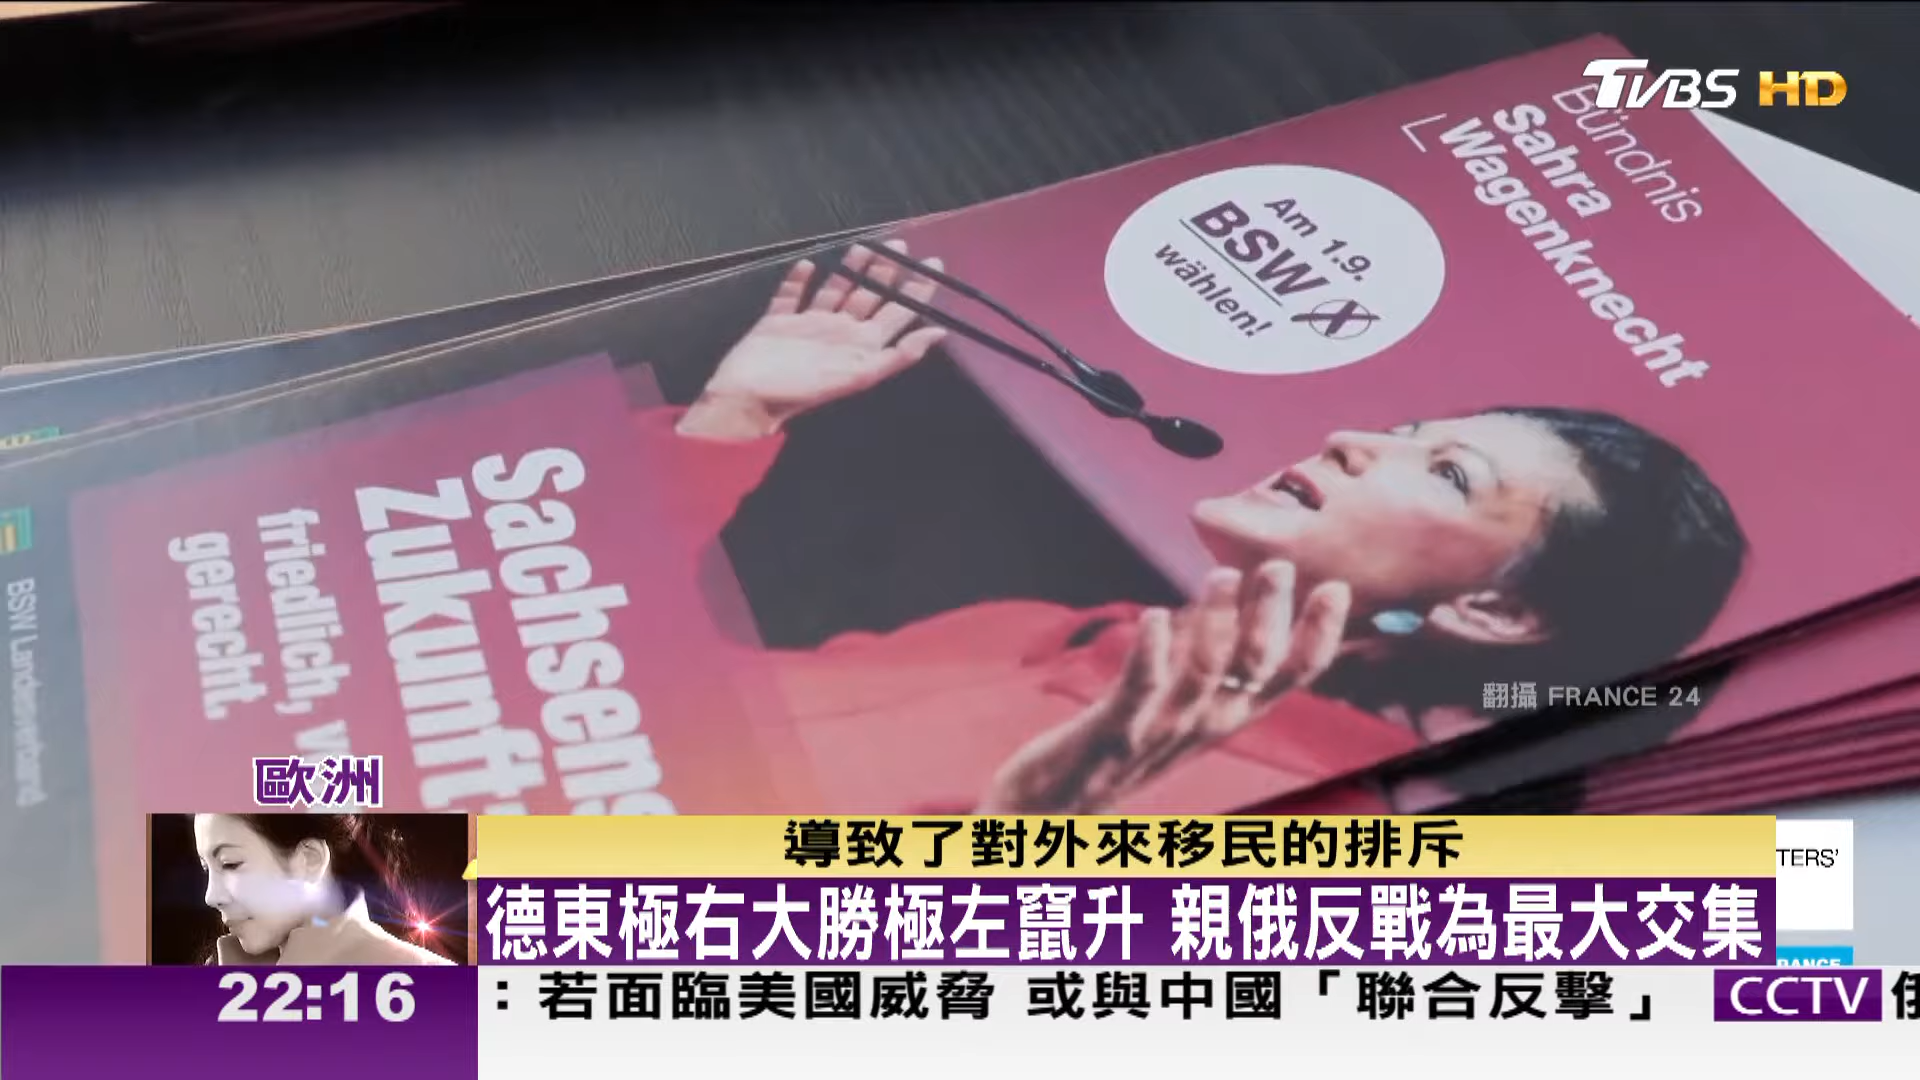 TVBS HD
Bündnis
Sahra
Wagenknecht
Am 1.9.
BSW
wählen!
Sachsens
Zukunft:
friedlich, v
gerecht.
BSW Landesverband
翻攝 FRANCE 24
歐洲
導致了對外來移民的排斥
TERS'
德東極右大勝極左竄升 親俄反戰為最大交集
RANCE
22:16
：若面臨美國威脅 或與中國「聯合反擊」 CCTV 俄